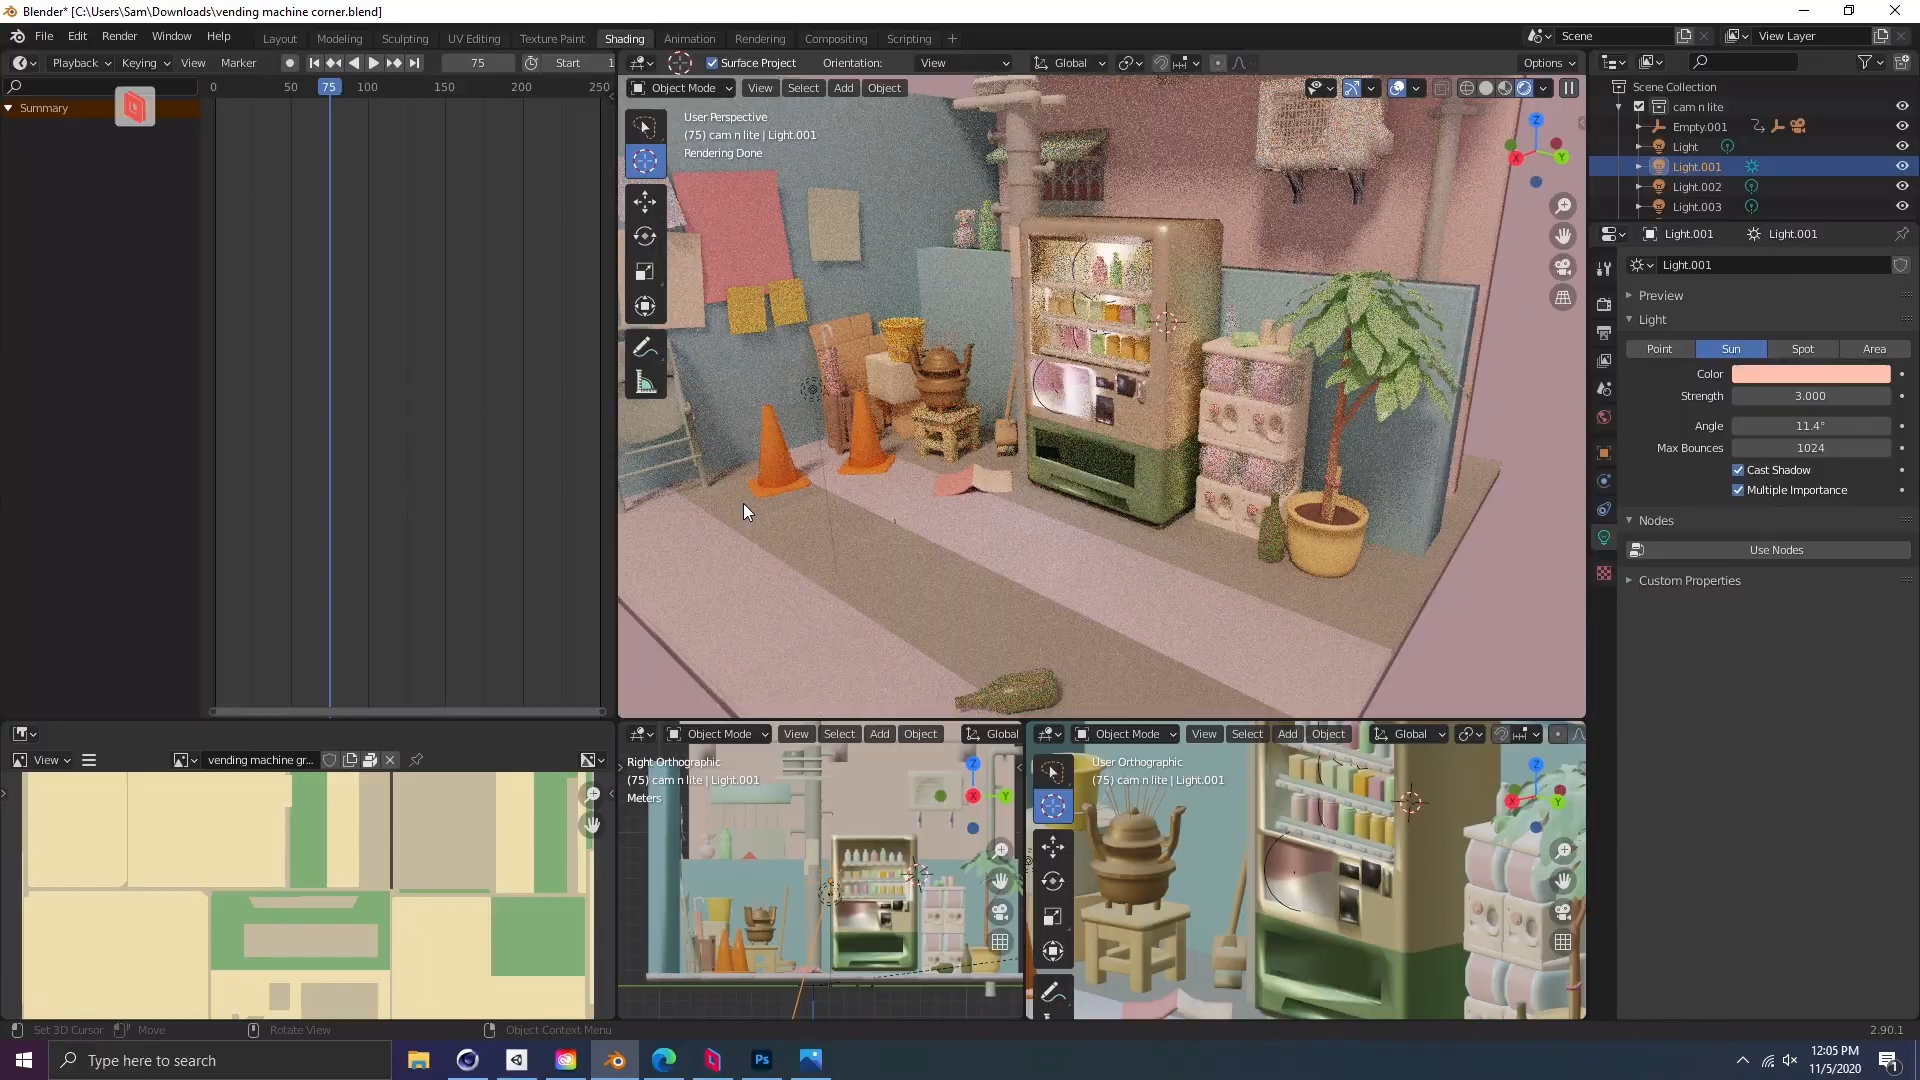 Blender* [C:\Users\Sam\Downloads\vending machine corner.blend]
File Edit Render Window Help
Layout Modeling Sculpting UV Editing Texture Paint Shading Animation Rendering Compositing Scripting +
Scene
View Layer
Playback Keying View Marker
75
Start 1
Surface Project Orientation: View
Global
Options
0 50 75 100 150 200 250
Summary
Object Mode View Select Add Object
User Perspective
(75) cam n lite | Light.001
Rendering Done
Z
X
Y
Scene Collection
cam n lite
Empty.001
Light
Light.001
Light.002
Light.003
Light.001 Light.001
Light.001
Preview
Light
Point Sun Spot Area
Color
Strength 3.000
Angle 11.4°
Max Bounces 1024
Cast Shadow
Multiple Importance
Nodes
Use Nodes
Custom Properties
View
vending machine gr...
Object Mode View Select Add Object Global
Right Orthographic
(75) cam n lite | Light.001
Meters
Z
X
Y
Object Mode View Select Add Object Global
User Orthographic
(75) cam n lite | Light.001
Z
X
Y
Set 3D Cursor Move Rotate View Object Context Menu
2.90.1
Type here to search
Ps
12:05 PM
11/5/2020
1